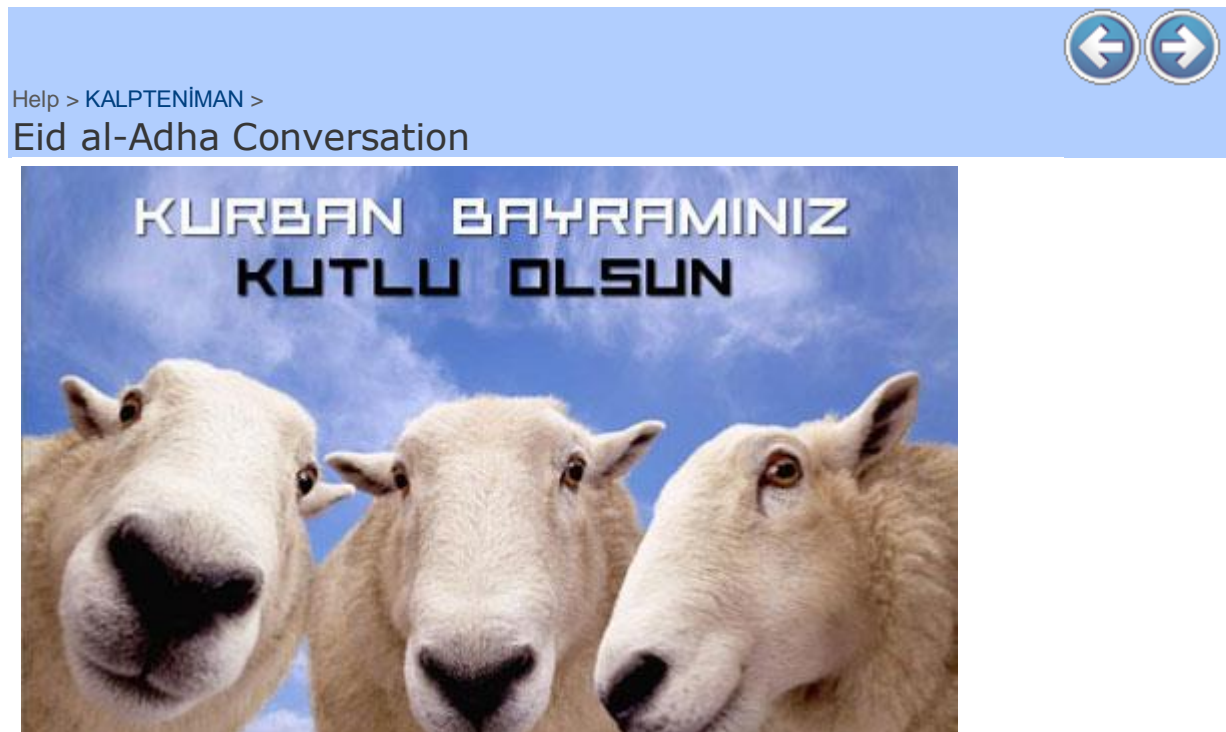 Help > KALPTENİMAN >
Eid al-Adha Conversation
KURBAN BAYRAMINIZ
KUTLU OLSUN